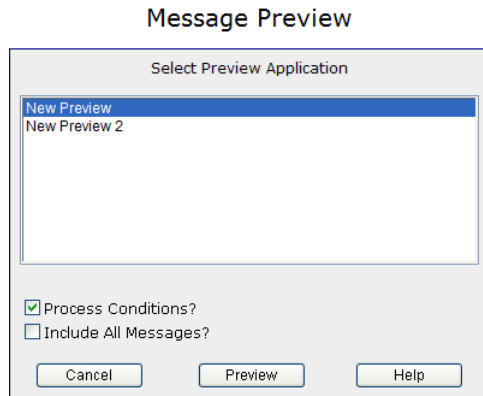 Message Preview
Select Preview Application
New Preview
New Preview 2
Process Conditions?
Include All Messages?
Cancel Preview Help